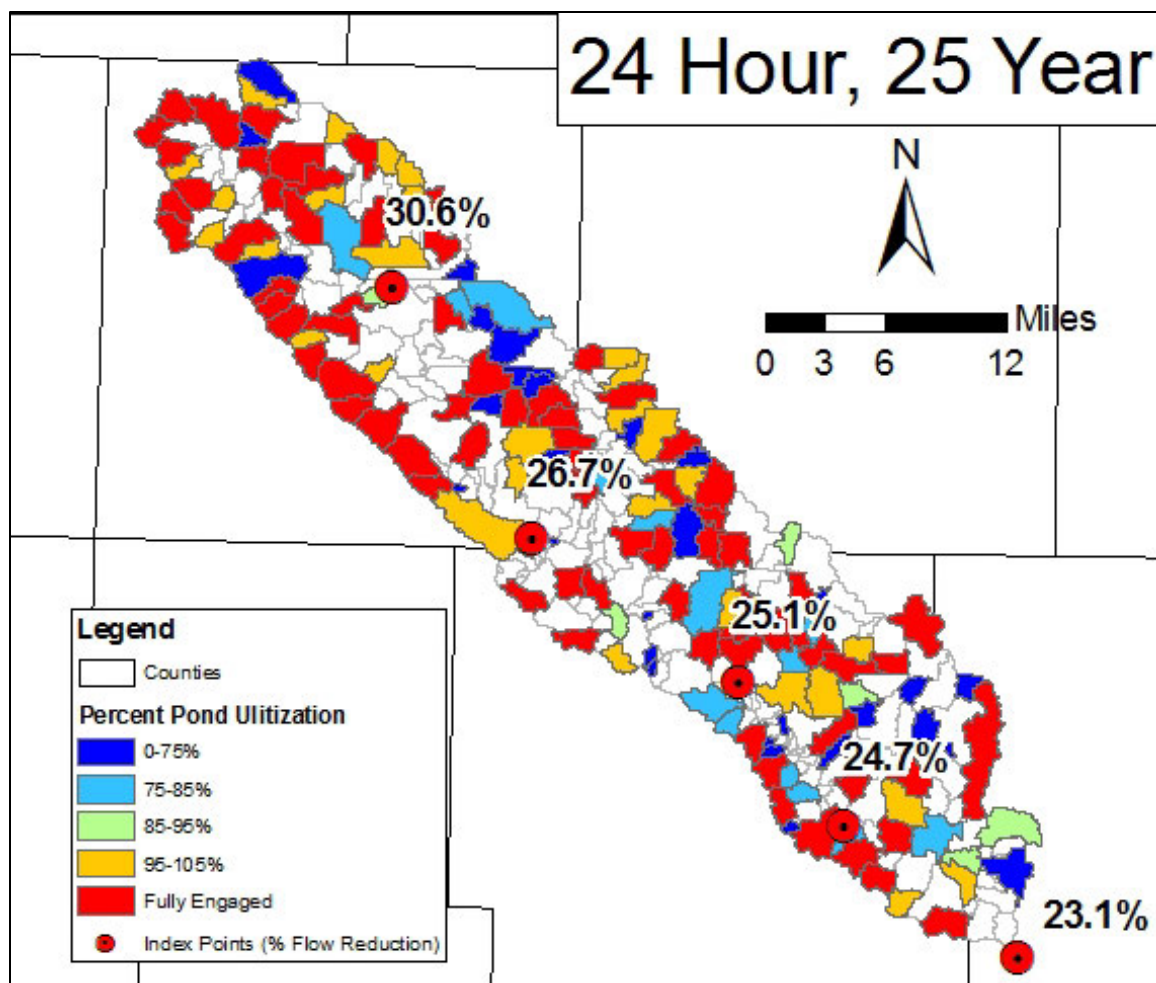 24 Hour, 25 Year
N
Miles
0 3 6 12
30.6%
26.7%
25.1%
24.7%
23.1%
Legend
Counties
Percent Pond Ulitization
0-75%
75-85%
85-95%
95-105%
Fully Engaged
Index Points (% Flow Reduction)